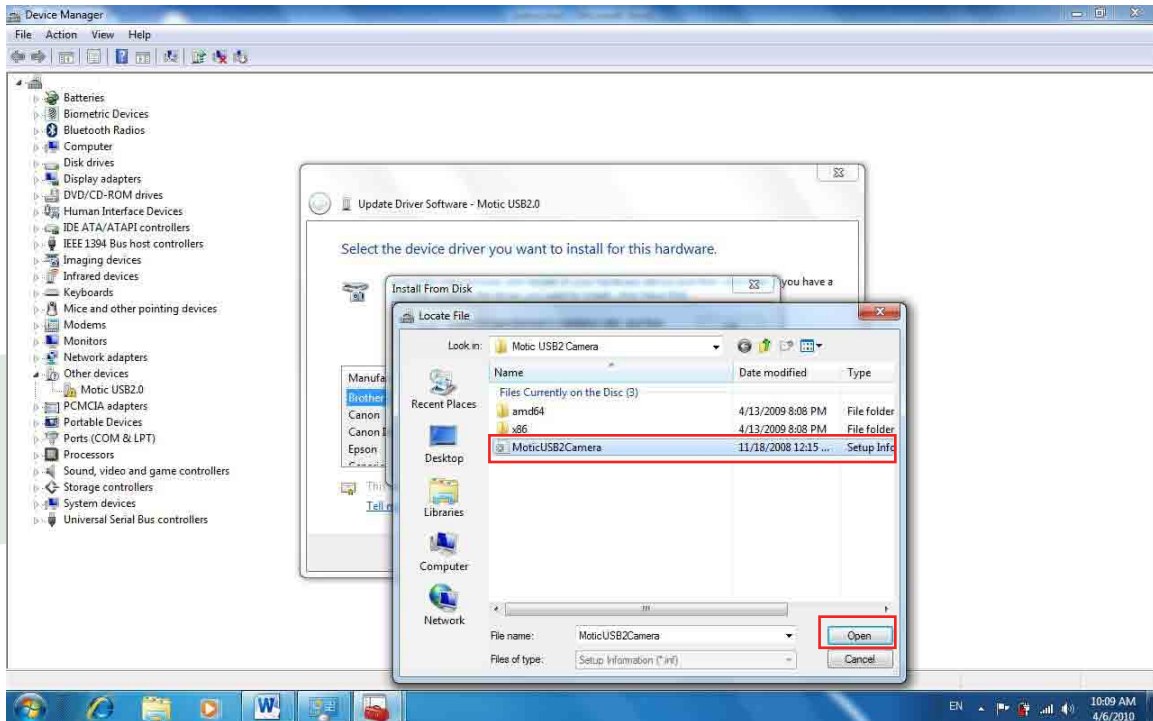 Device Manager
File Action View Help
Batteries
Biometric Devices
Bluetooth Radios
Computer
Disk drives
Display adapters
DVD/CD-ROM drives
Human Interface Devices
IDE ATA/ATAPI controllers
IEEE 1394 Bus host controllers
Imaging devices
Infrared devices
Keyboards
Mice and other pointing devices
Modems
Monitors
Network adapters
Other devices
Motic USB2.0
PCMCIA adapters
Portable Devices
Ports (COM & LPT)
Processors
Sound, video and game controllers
Storage controllers
System devices
Universal Serial Bus controllers
Update Driver Software - Motic USB2.0
Select the device driver you want to install for this hardware.
you have a
Manufa
Brother
Canon
Canon I
Epson
This
Tell
Install From Disk
Locate File
Look in: Motic USB2 Camera
Recent Places
Desktop
Libraries
Computer
Network
Name Date modified Type
Files Currently on the Disc (3)
amd64 4/13/2009 8:08 PM File folder
x86 4/13/2009 8:08 PM File folder
MoticUSB2Camera 11/18/2008 12:15 ... Setup Info
File name: MoticUSB2Camera Open
Files of type: Setup Information (*.inf) Cancel
EN 10:09 AM
4/6/2010